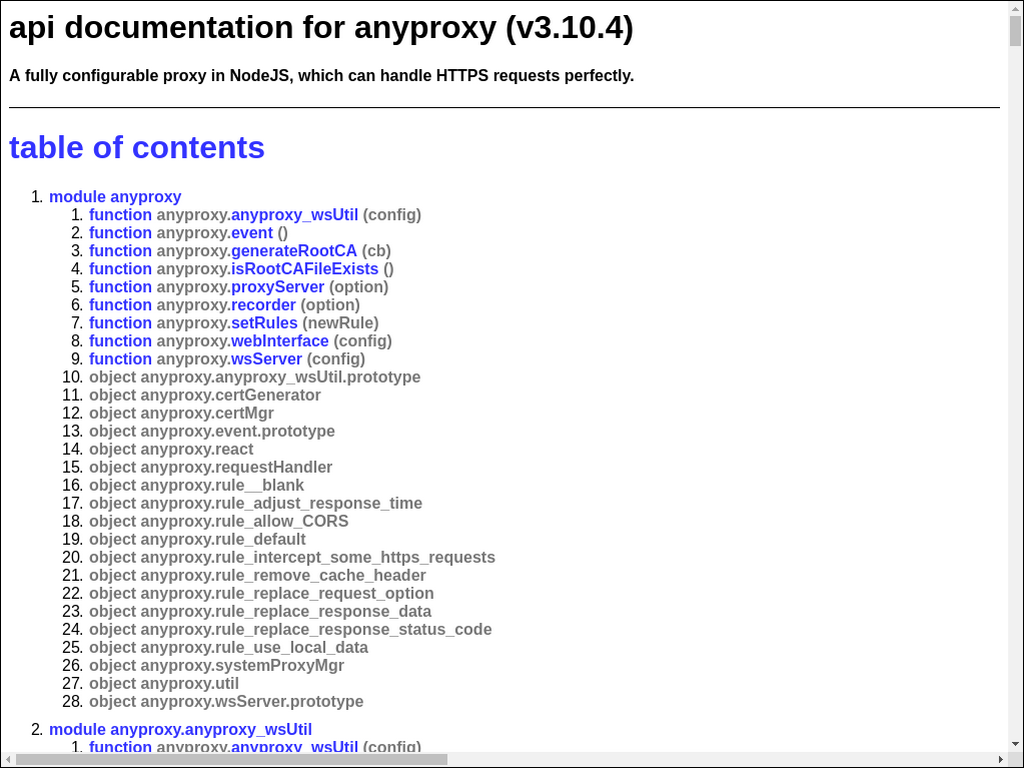 api documentation for anyproxy (v3.10.4)
A fully configurable proxy in NodeJS, which can handle HTTPS requests perfectly.
table of contents
1. module anyproxy
1. function anyproxy.anyproxy_wsUtil (config)
2. function anyproxy.event ()
3. function anyproxy.generateRootCA (cb)
4. function anyproxy.isRootCAFileExists ()
5. function anyproxy.proxyServer (option)
6. function anyproxy.recorder (option)
7. function anyproxy.setRules (newRule)
8. function anyproxy.webInterface (config)
9. function anyproxy.wsServer (config)
10. object anyproxy.anyproxy_wsUtil.prototype
11. object anyproxy.certGenerator
12. object anyproxy.certMgr
13. object anyproxy.event.prototype
14. object anyproxy.react
15. object anyproxy.requestHandler
16. object anyproxy.rule__blank
17. object anyproxy.rule_adjust_response_time
18. object anyproxy.rule_allow_CORS
19. object anyproxy.rule_default
20. object anyproxy.rule_intercept_some_https_requests
21. object anyproxy.rule_remove_cache_header
22. object anyproxy.rule_replace_request_option
23. object anyproxy.rule_replace_response_data
24. object anyproxy.rule_replace_response_status_code
25. object anyproxy.rule_use_local_data
26. object anyproxy.systemProxyMgr
27. object anyproxy.util
28. object anyproxy.wsServer.prototype
2. module anyproxy.anyproxy_wsUtil
1. function anyproxy.anyproxy_wsUtil (config)